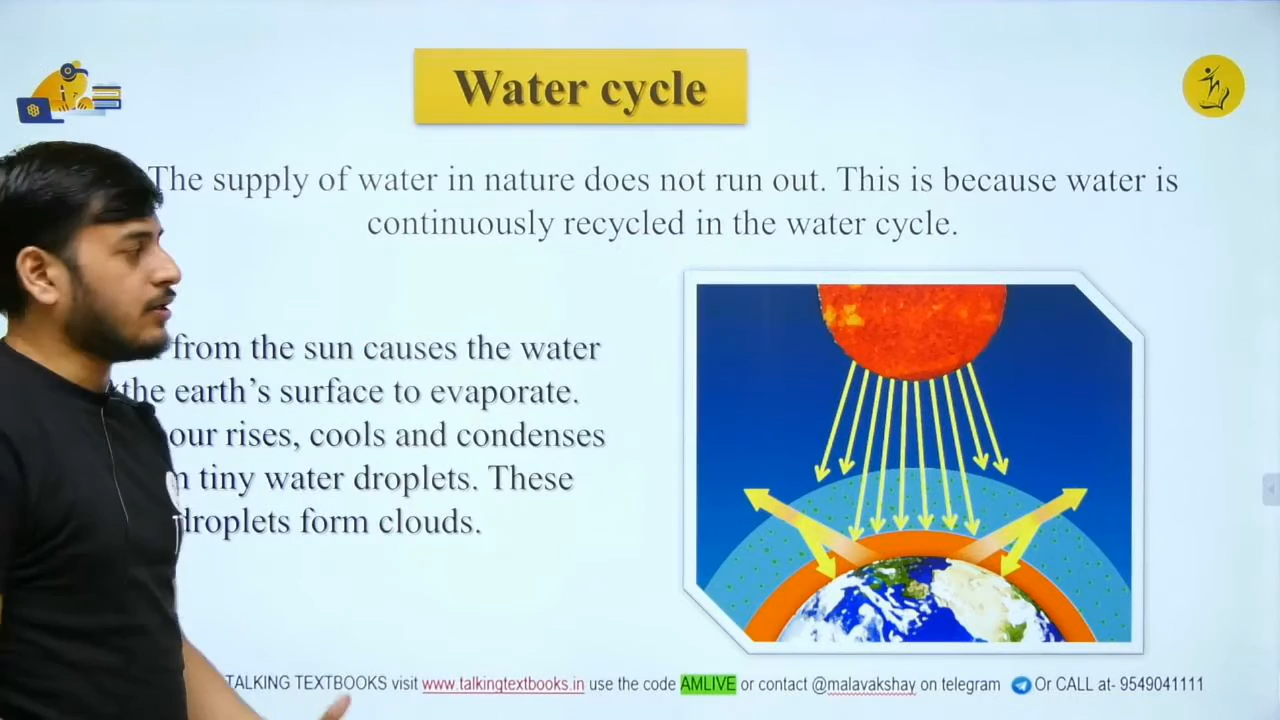 Water cycle
The supply of water in nature does not run out. This is because water is
continuously recycled in the water cycle.
from the sun causes the water
the earth's surface to evaporate.
rises, cools and condenses
tiny water droplets. These
droplets form clouds.
TALKING TEXTBOOKS visit www.talkingtextbooks.in use the code AMLIVE or contact @malavakshay on telegram Or CALL at- 9549041111